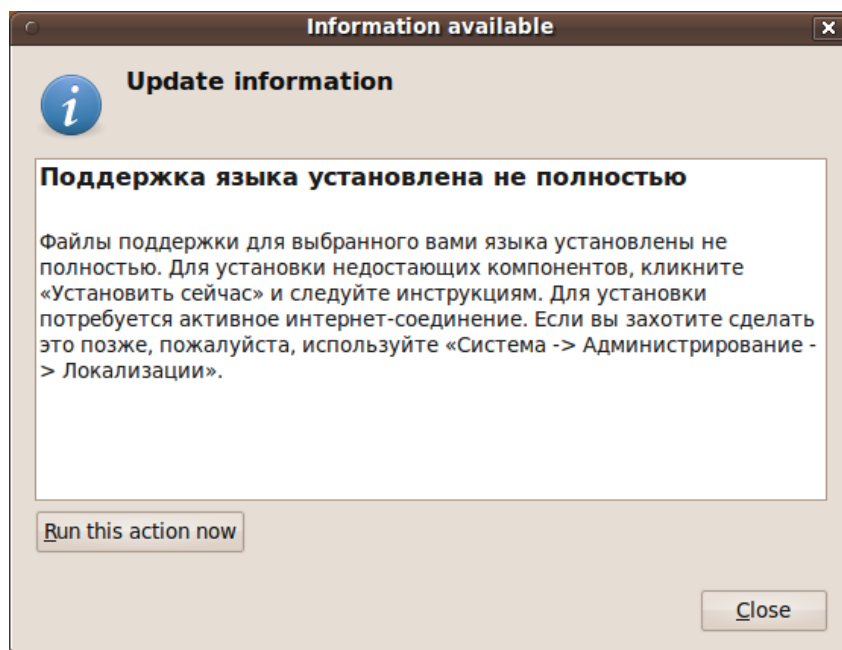 Information available
Update information
Поддержка языка установлена не полностью
Файлы поддержки для выбранного вами языка установлены не
полностью. Для установки недостающих компонентов, кликните
«Установить сейчас» и следуйте инструкциям. Для установки
потребуется активное интернет-соединение. Если вы захотите сделать
это позже, пожалуйста, используйте «Система -> Администрирование -
> Локализации».
Run this action now
Close